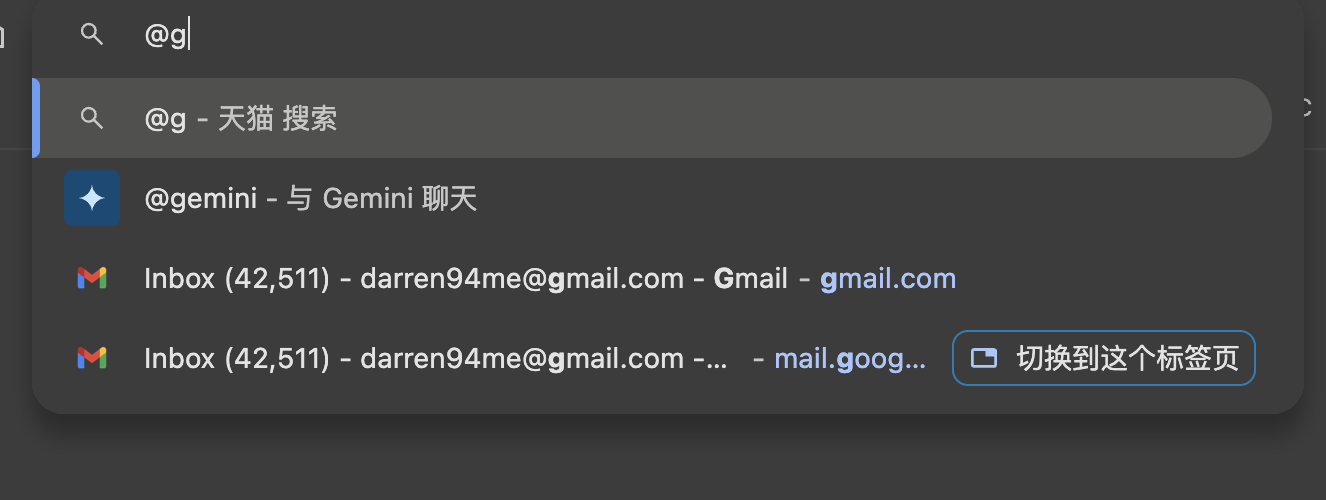 @g
@g - 天猫 搜索
@gemini - 与 Gemini 聊天
Inbox (42,511) - darren94me@gmail.com - Gmail - gmail.com
Inbox (42,511) - darren94me@gmail.com -... - mail.goog... 切换到这个标签页